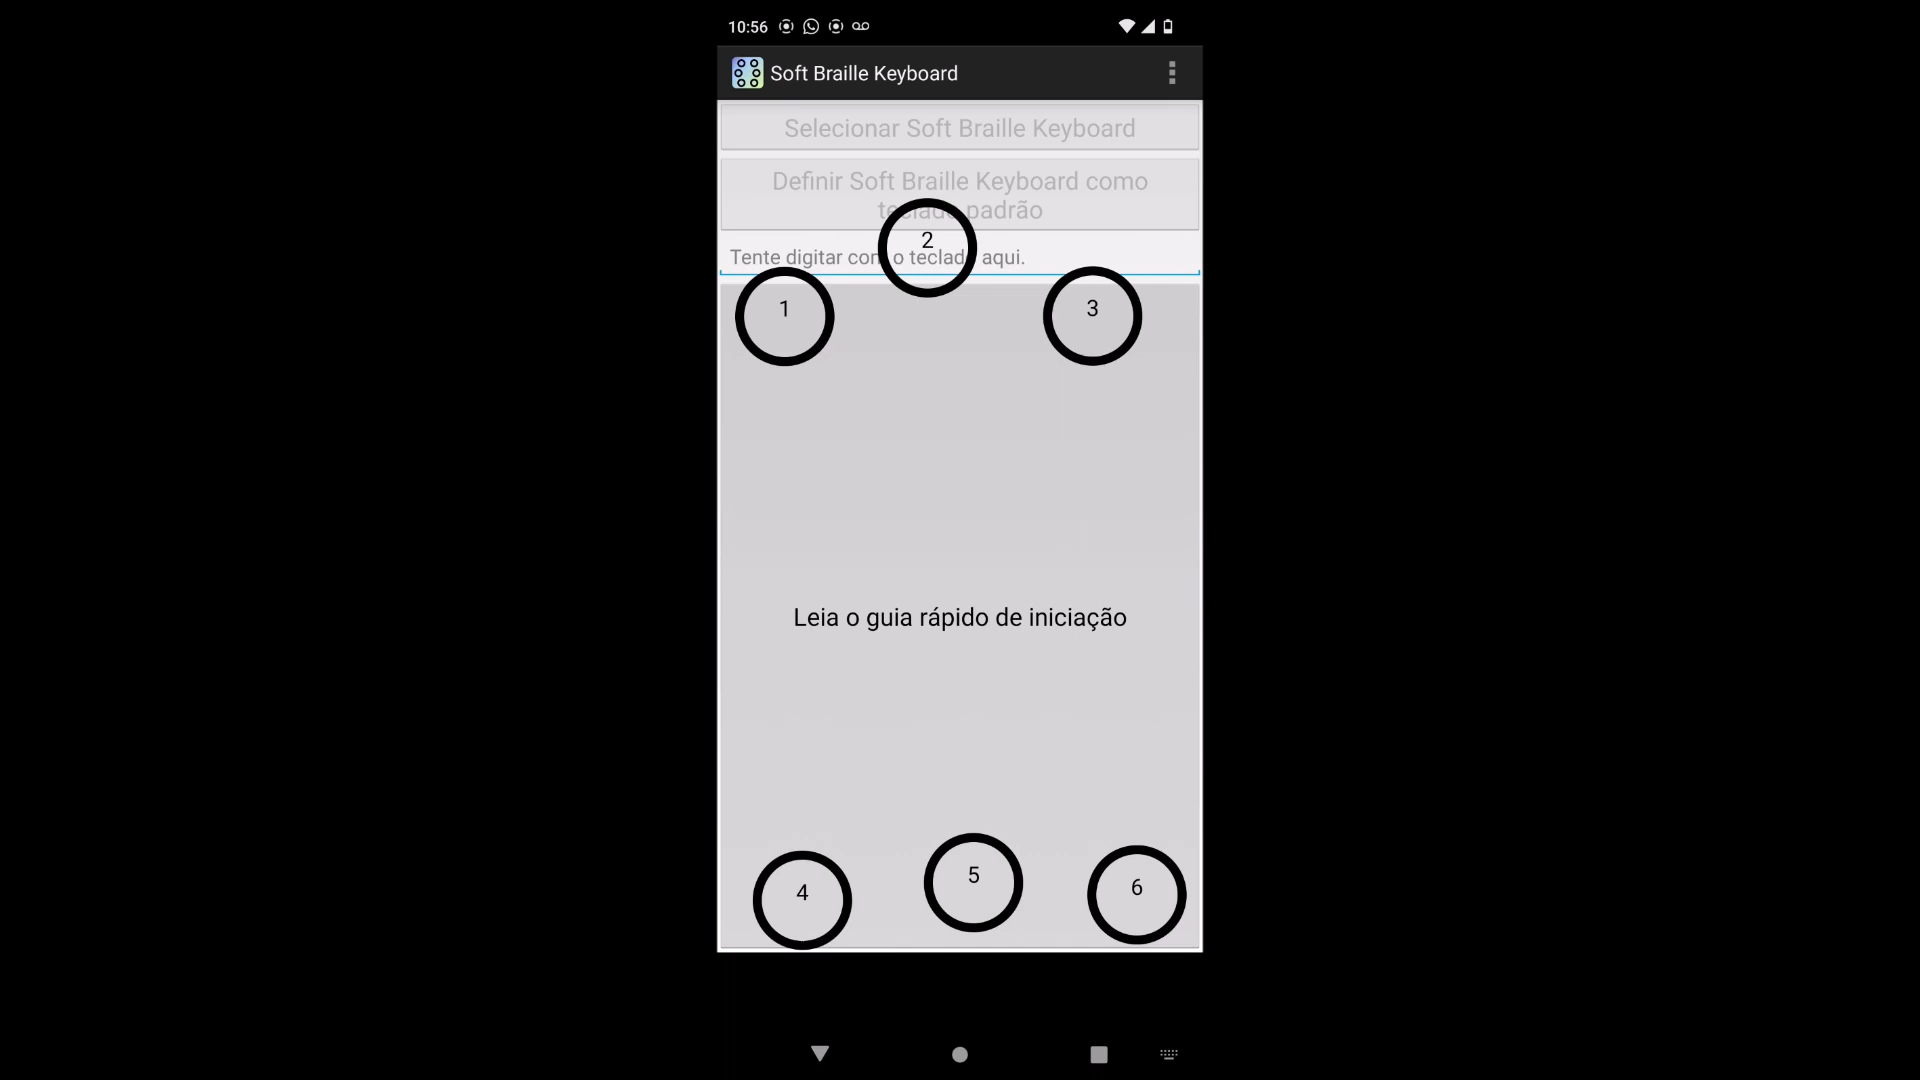 10:56
Soft Braille Keyboard
Selecionar Soft Braille Keyboard
Definir Soft Braille Keyboard como
teclado padrão
2
Tente digitar com o teclado aqui.
1
3
Leia o guia rápido de iniciação
4
5
6